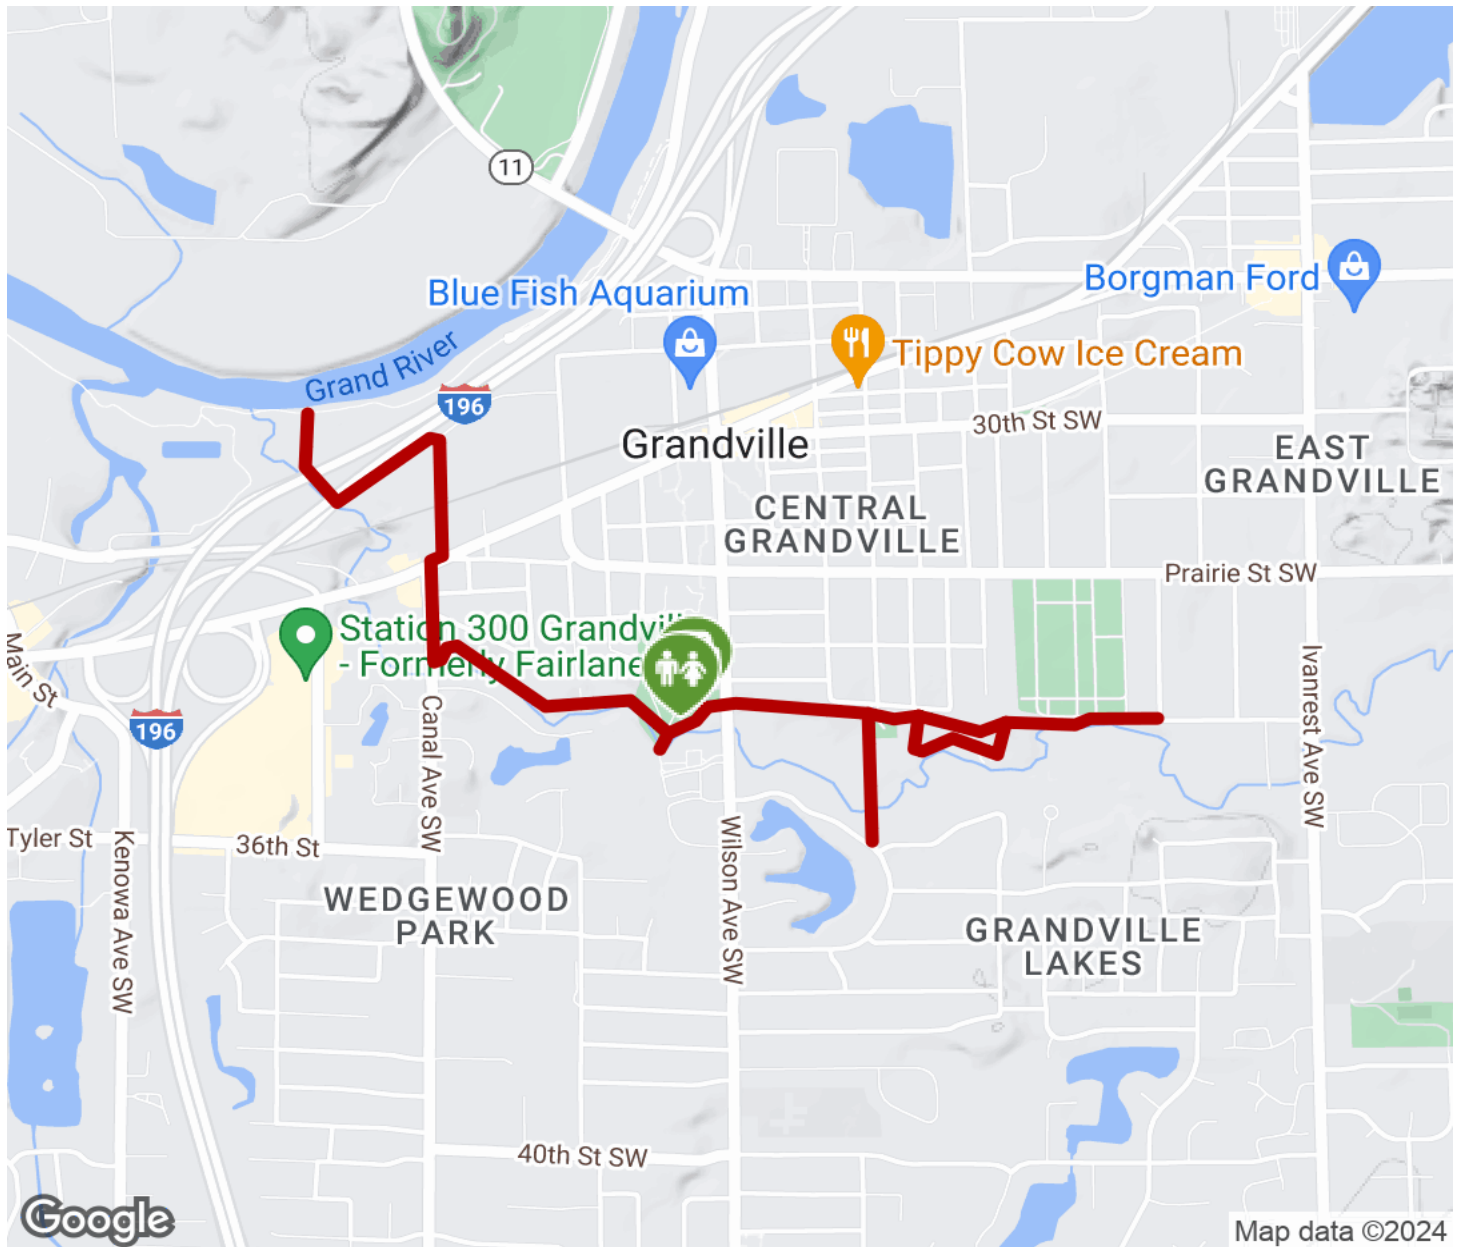 11
Blue Fish Aquarium
Borgman Ford
Grand River
Tippy Cow Ice Cream
196
30th St SW
Grandville
EAST
GRANDVILLE
CENTRAL
GRANDVILLE
Prairie St SW
Station 300 Grandvill
- Formerly Fairlane
Main St
196
Canal Ave SW
Ivanrest Ave SW
Tyler St
36th St
Kenowa Ave SW
Wilson Ave SW
WEDGEWOOD
PARK
GRANDVILLE
LAKES
40th St SW
Google
Map data ©2024